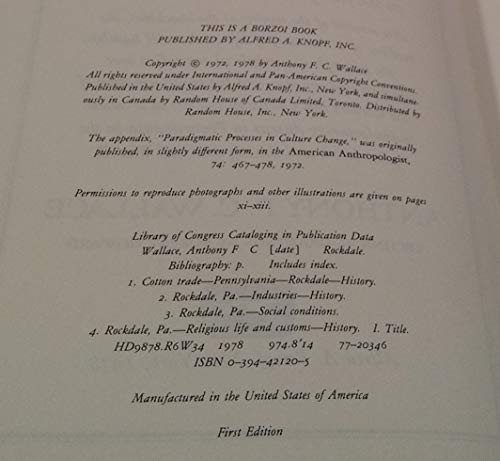 THIS IS A BORZOI BOOK
PUBLISHED BY ALFRED A. KNOPF, INC.
Copyright © 1972, 1978 by Anthony F. C. Wallace
All rights reserved under International and Pan-American Copyright Conventions.
Published in the United States by Alfred A. Knopf, Inc., New York, and simultane-
ously in Canada by Random House of Canada Limited, Toronto. Distributed by
Random House, Inc., New York.
The appendix, "Paradigmatic Processes in Culture Change," was originally
published, in slightly different form, in the American Anthropologist,
74: 467–478, 1972.
Permissions to reproduce photographs and other illustrations are given on pages
xi–xiii.
Library of Congress Cataloging in Publication Data
Wallace, Anthony F C [date] Rockdale.
Bibliography: p. Includes index.
1. Cotton trade—Pennsylvania—Rockdale—History.
2. Rockdale, Pa.—Industries—History.
3. Rockdale, Pa.—Social conditions.
4. Rockdale, Pa.—Religious life and customs—History. I. Title.
HD9878.R6W34 1978 974.8'14 77-20346
ISBN 0-394-42120-5
Manufactured in the United States of America
First Edition